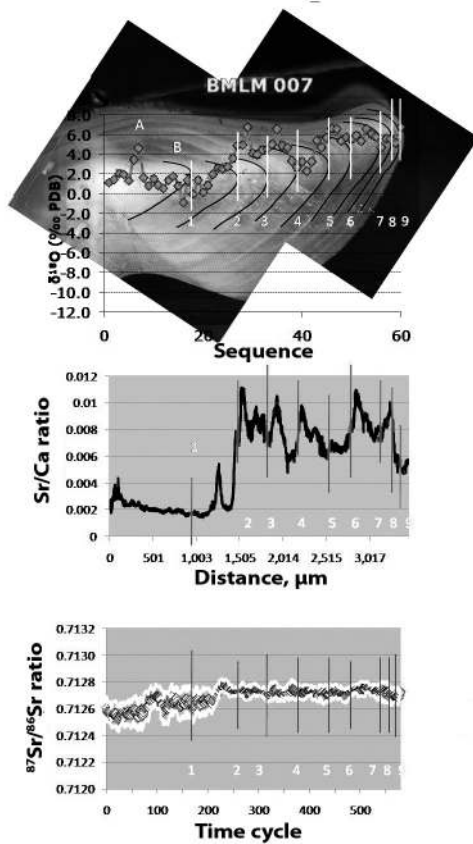 BMLM 007
8.0
6.0
4.0
2.0
0.0
-2.0
-4.0
-6.0
-8.0
-10.0
-12.0
δ¹⁸O (‰ PDB)
A
B
1 2 3 4 5 6 7 8 9
0 20 40 60
Sequence
0.012
0.01
0.008
0.006
0.004
0.002
0
Sr/Ca ratio
1
2 3 4 5 6 7 8 9
0 501 1,003 1,505 2,014 2,515 3,017
Distance, µm
0.7132
0.7130
0.7128
0.7126
0.7124
0.7122
0.7120
⁸⁷Sr/⁸⁶Sr ratio
1 2 3 4 5 6 7 8 9
0 100 200 300 400 500
Time cycle